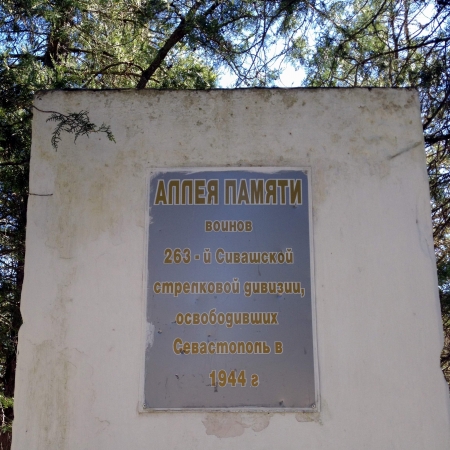 АЛЛЕЯ ПАМЯТИ
воинов
263 - й Сивашской
стрелковой дивизии,
освободивших
Севастополь в
1944 г